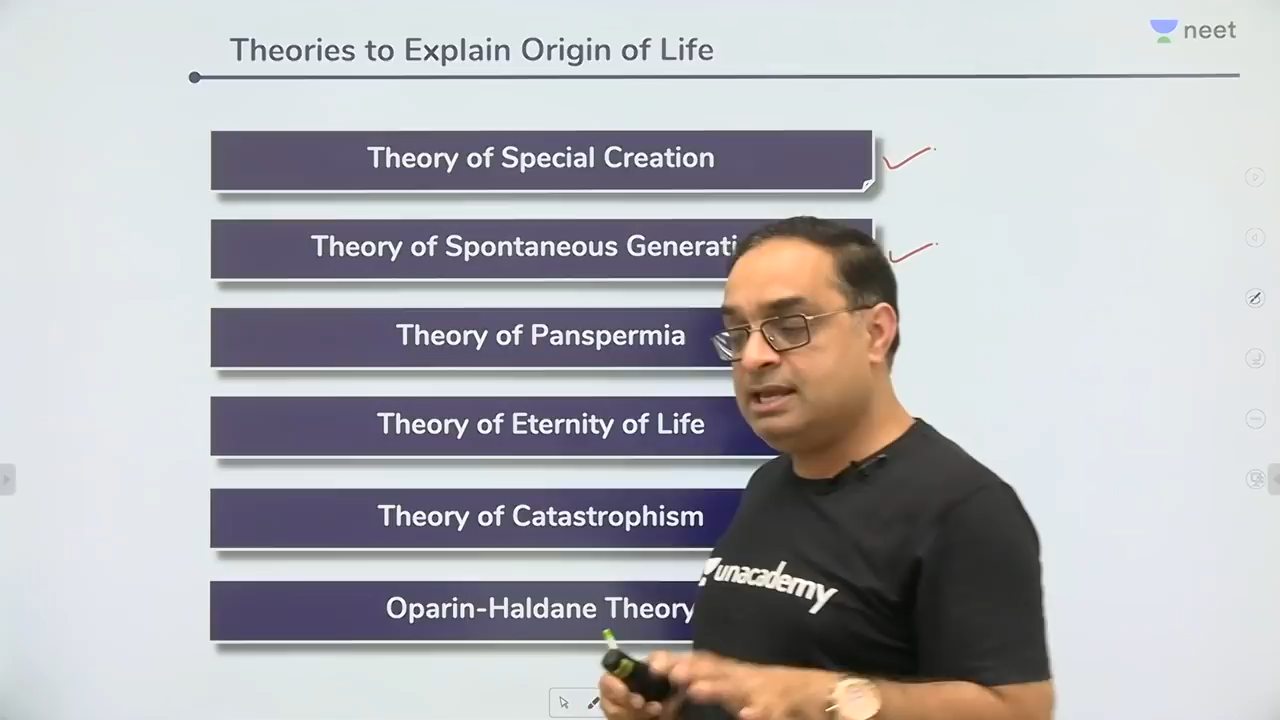 Theories to Explain Origin of Life
neet
Theory of Special Creation
Theory of Spontaneous
Theory of Panspermia
Theory of Eternity of Life
Theory of Catastrophism
Oparin-Haldane Theory
unacademy